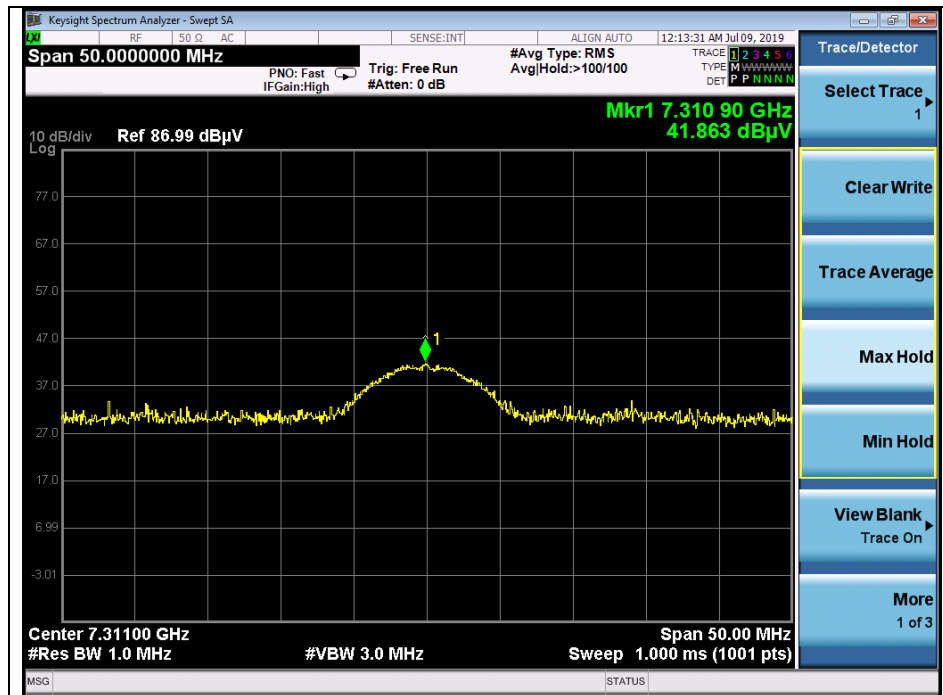 Keysight Spectrum Analyzer - Swept SA
LXI RF 50 Ω AC SENSE:INT ALIGN AUTO 12:13:31 AM Jul 09, 2019
Span 50.0000000 MHz
PNO: Fast
IFGain:High
Trig: Free Run
#Atten: 0 dB
#Avg Type: RMS
Avg|Hold:>100/100
TRACE 1 2 3 4 5 6
TYPE M WWWWW
DET P P N N N N
Mkr1 7.310 90 GHz
41.863 dBµV
10 dB/div Ref 86.99 dBµV
Log
77.0
67.0
57.0
47.0
37.0
27.0
17.0
6.99
-3.01
1
Center 7.31100 GHz Span 50.00 MHz
#Res BW 1.0 MHz #VBW 3.0 MHz Sweep 1.000 ms (1001 pts)
MSG STATUS
Trace/Detector
Select Trace
1
Clear Write
Trace Average
Max Hold
Min Hold
View Blank
Trace On
More
1 of 3